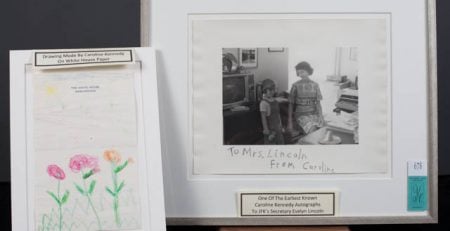 Drawing Made By Caroline Kennedy
On White House Paper
THE WHITE HOUSE
WASHINGTON
To Mrs. Lincoln
From Caroline
One Of The Earliest Known
Caroline Kennedy Autographs
To JFK's Secretary Evelyn Lincoln